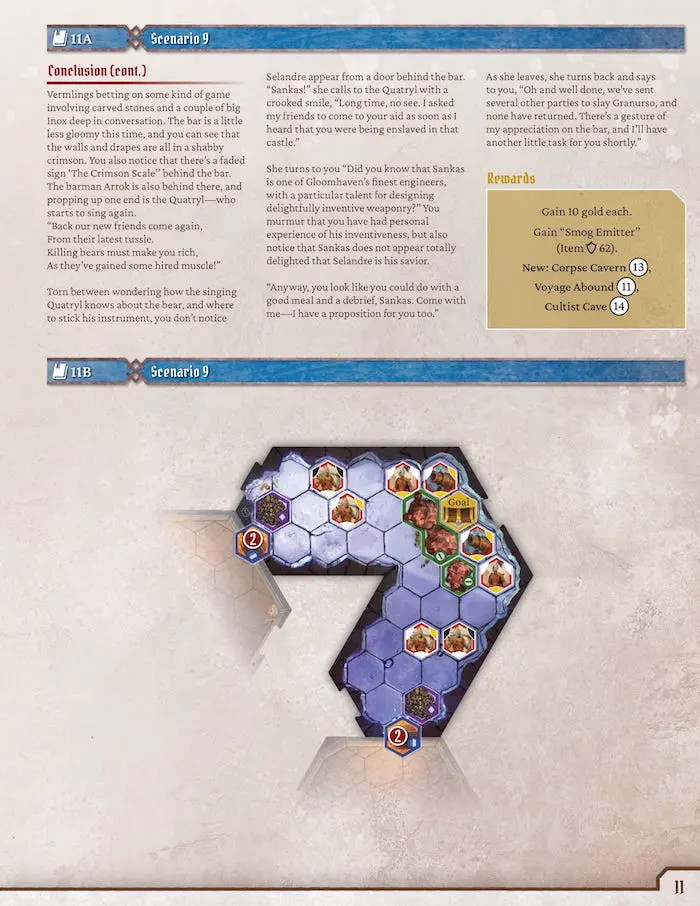 11A
Scenario 9
Conclusion (cont.)
Vermlings betting on some kind of game
involving carved stones and a couple of big
Inox deep in conversation. The bar is a little
less gloomy this time, and you can see that
the walls and drapes are all in a shabby
crimson. You also notice that there’s a faded
sign ‘The Crimson Scale’’ behind the bar.
The barman Arrok is also behind there, and
propping up one end is the Quatryl—who
starts to sing again.
“Back our new friends come again,
From their latest tussle.
Killing bears must make you rich,
As they’ve gained some hired muscle!”
Torn between wondering how the singing
Quatryl knows about the bear, and where
to stick his instrument, you don’t notice
Selandre appear from a door behind the bar.
“Sankas!” she calls to the Quatryl with a
crooked smile, “Long time, no see. I asked
my friends to come to your aid as soon as I
heard that you were being enslaved in that
castle.”
She turns to you “Did you know that Sankas
is one of Gloomhaven’s finest engineers,
with a particular talent for designing
delightfully inventive weaponry?” You
murmur that you have had personal
experience of his inventiveness, but also
notice that Sankas does not appear totally
delighted that Selandre is his savior.
“Anyway, you look like you could do with a
good meal and a debrief, Sankas. Come with
me—I have a proposition for you too.”
As she leaves, she turns back and says
to you, “Oh and well done, we’ve sent
several other parties to slay Granurso, and
none have returned. There’s a gesture of
my appreciation on the bar, and I’ll have
another little task for you shortly.”
Rewards
Gain 10 gold each.
Gain “Smog Emitter”
(Item 62).
New: Corpse Cavern 13,
Voyage Abound 11,
Cultist Cave 14
11B
Scenario 9
Goal
2
2
11